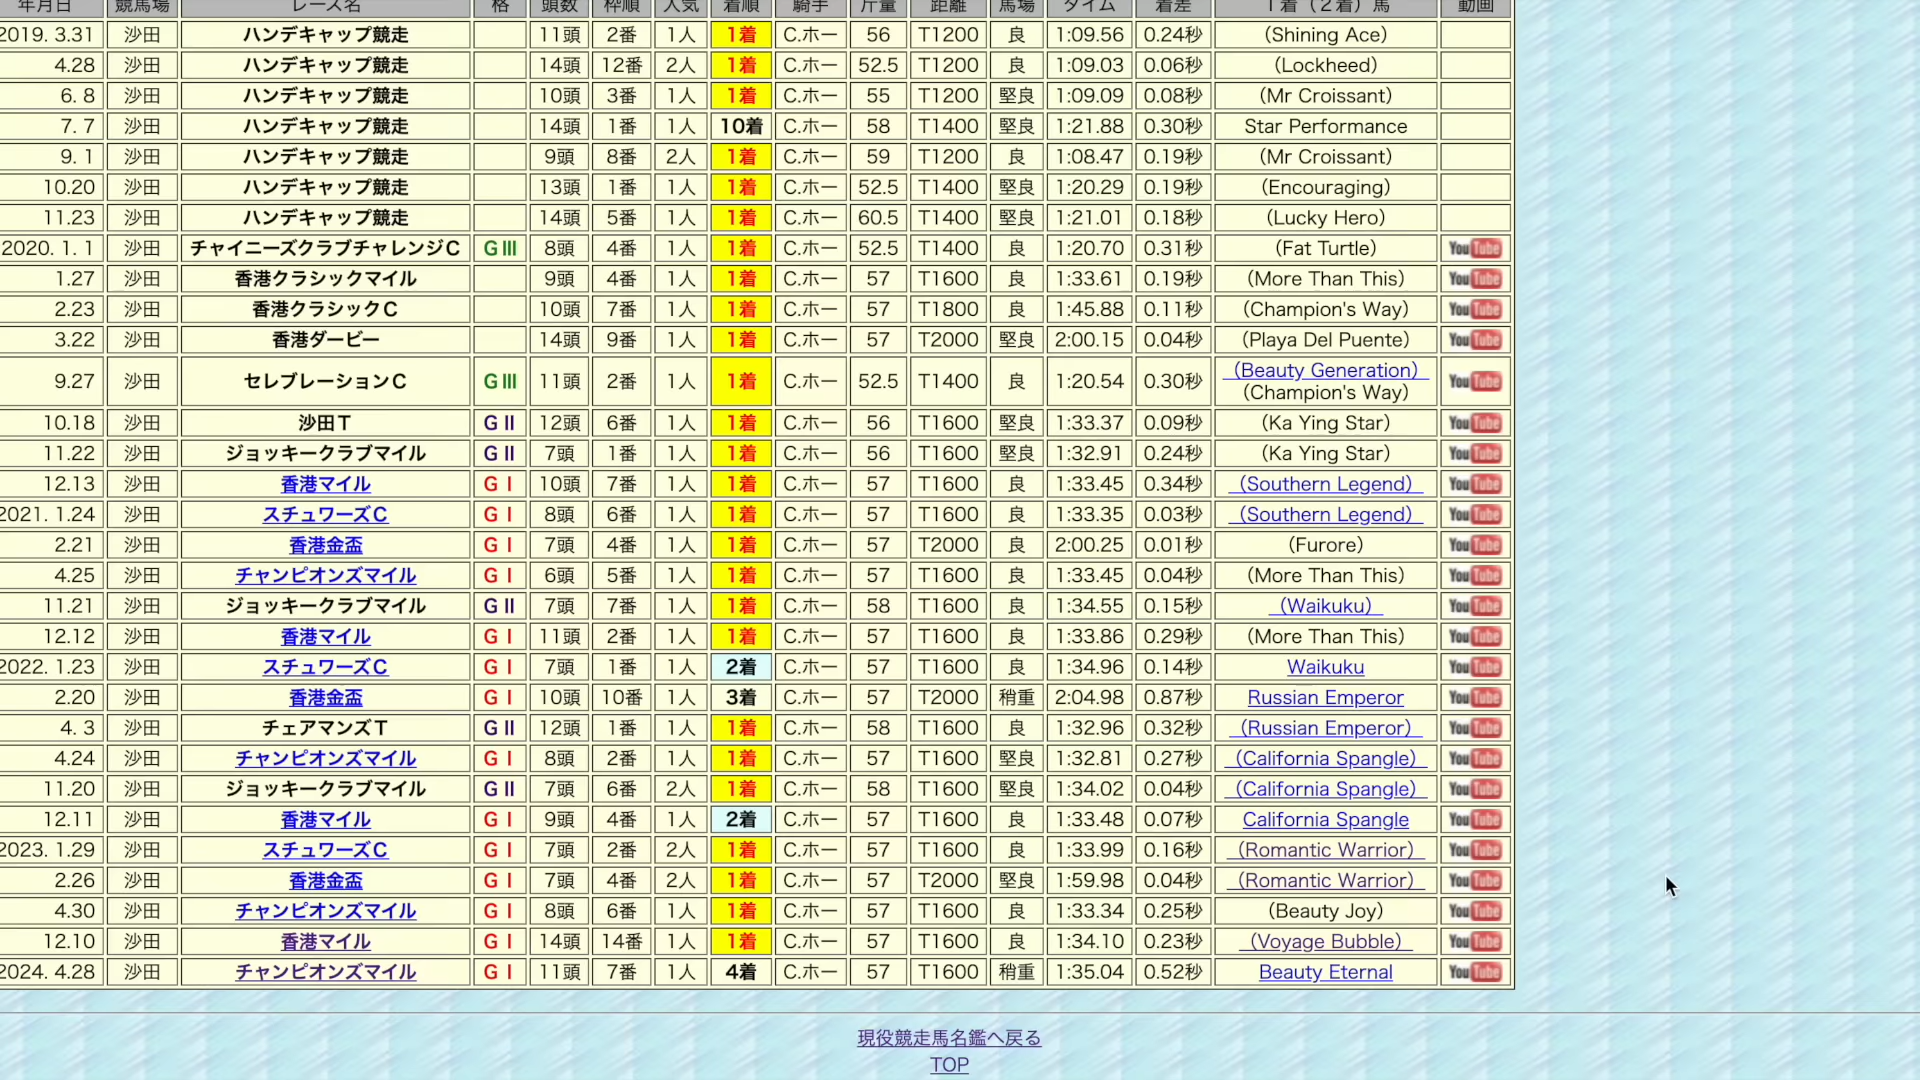 年月日 競馬場 レース名 格 頭数 枠順 人気 着順 騎手 斤量 距離 馬場 タイム 着差 1着（2着）馬 動画
2019. 3.31 沙田 ハンデキャップ競走 11頭 2番 1人 1着 C.ホー 56 T1200 良 1:09.56 0.24秒 (Shining Ace)
4.28 沙田 ハンデキャップ競走 14頭 12番 2人 1着 C.ホー 52.5 T1200 良 1:09.03 0.06秒 (Lockheed)
6. 8 沙田 ハンデキャップ競走 10頭 3番 1人 1着 C.ホー 55 T1200 堅良 1:09.09 0.08秒 (Mr Croissant)
7. 7 沙田 ハンデキャップ競走 14頭 1番 1人 10着 C.ホー 58 T1400 堅良 1:21.88 0.30秒 Star Performance
9. 1 沙田 ハンデキャップ競走 9頭 8番 2人 1着 C.ホー 59 T1200 良 1:08.47 0.19秒 (Mr Croissant)
10.20 沙田 ハンデキャップ競走 13頭 1番 1人 1着 C.ホー 52.5 T1400 堅良 1:20.29 0.19秒 (Encouraging)
11.23 沙田 ハンデキャップ競走 14頭 5番 1人 1着 C.ホー 60.5 T1400 堅良 1:21.01 0.18秒 (Lucky Hero)
2020. 1. 1 沙田 チャイニーズクラブチャレンジC GIII 8頭 4番 1人 1着 C.ホー 52.5 T1400 良 1:20.70 0.31秒 (Fat Turtle) YouTube
1.27 沙田 香港クラシックマイル 9頭 4番 1人 1着 C.ホー 57 T1600 良 1:33.61 0.19秒 (More Than This) YouTube
2.23 沙田 香港クラシックC 10頭 7番 1人 1着 C.ホー 57 T1800 良 1:45.88 0.11秒 (Champion's Way) YouTube
3.22 沙田 香港ダービー 14頭 9番 1人 1着 C.ホー 57 T2000 堅良 2:00.15 0.04秒 (Playa Del Puente) YouTube
9.27 沙田 セレブレーションC GIII 11頭 2番 1人 1着 C.ホー 52.5 T1400 良 1:20.54 0.30秒 (Beauty Generation) YouTube
(Champion's Way)
10.18 沙田 沙田T GII 12頭 6番 1人 1着 C.ホー 56 T1600 堅良 1:33.37 0.09秒 (Ka Ying Star) YouTube
11.22 沙田 ジョッキークラブマイル GII 7頭 1番 1人 1着 C.ホー 56 T1600 堅良 1:32.91 0.24秒 (Ka Ying Star) YouTube
12.13 沙田 香港マイル GI 10頭 7番 1人 1着 C.ホー 57 T1600 良 1:33.45 0.34秒 (Southern Legend) YouTube
2021. 1.24 沙田 スチュワーズC GI 8頭 6番 1人 1着 C.ホー 57 T1600 良 1:33.35 0.03秒 (Southern Legend) YouTube
2.21 沙田 香港金盃 GI 7頭 4番 1人 1着 C.ホー 57 T2000 良 2:00.25 0.01秒 (Furore) YouTube
4.25 沙田 チャンピオンズマイル GI 6頭 5番 1人 1着 C.ホー 57 T1600 良 1:33.45 0.04秒 (More Than This) YouTube
11.21 沙田 ジョッキークラブマイル GII 7頭 7番 1人 1着 C.ホー 58 T1600 良 1:34.55 0.15秒 (Waikuku) YouTube
12.12 沙田 香港マイル GI 11頭 2番 1人 1着 C.ホー 57 T1600 良 1:33.86 0.29秒 (More Than This) YouTube
2022. 1.23 沙田 スチュワーズC GI 7頭 1番 1人 2着 C.ホー 57 T1600 良 1:34.96 0.14秒 Waikuku YouTube
2.20 沙田 香港金盃 GI 10頭 10番 1人 3着 C.ホー 57 T2000 稍重 2:04.98 0.87秒 Russian Emperor YouTube
4. 3 沙田 チェアマンズT GII 12頭 1番 1人 1着 C.ホー 58 T1600 良 1:32.96 0.32秒 (Russian Emperor) YouTube
4.24 沙田 チャンピオンズマイル GI 8頭 2番 1人 1着 C.ホー 57 T1600 堅良 1:32.81 0.27秒 (California Spangle) YouTube
11.20 沙田 ジョッキークラブマイル GII 7頭 6番 2人 1着 C.ホー 58 T1600 堅良 1:34.02 0.04秒 (California Spangle) YouTube
12.11 沙田 香港マイル GI 9頭 4番 1人 2着 C.ホー 57 T1600 良 1:33.48 0.07秒 California Spangle YouTube
2023. 1.29 沙田 スチュワーズC GI 7頭 2番 2人 1着 C.ホー 57 T1600 良 1:33.99 0.16秒 (Romantic Warrior) YouTube
2.26 沙田 香港金盃 GI 7頭 4番 2人 1着 C.ホー 57 T2000 堅良 1:59.98 0.04秒 (Romantic Warrior) YouTube
4.30 沙田 チャンピオンズマイル GI 8頭 6番 1人 1着 C.ホー 57 T1600 良 1:33.34 0.25秒 (Beauty Joy) YouTube
12.10 沙田 香港マイル GI 14頭 14番 1人 1着 C.ホー 57 T1600 良 1:34.10 0.23秒 (Voyage Bubble) YouTube
2024. 4.28 沙田 チャンピオンズマイル GI 11頭 7番 1人 4着 C.ホー 57 T1600 稍重 1:35.04 0.52秒 Beauty Eternal YouTube
現役競走馬名鑑へ戻る
TOP